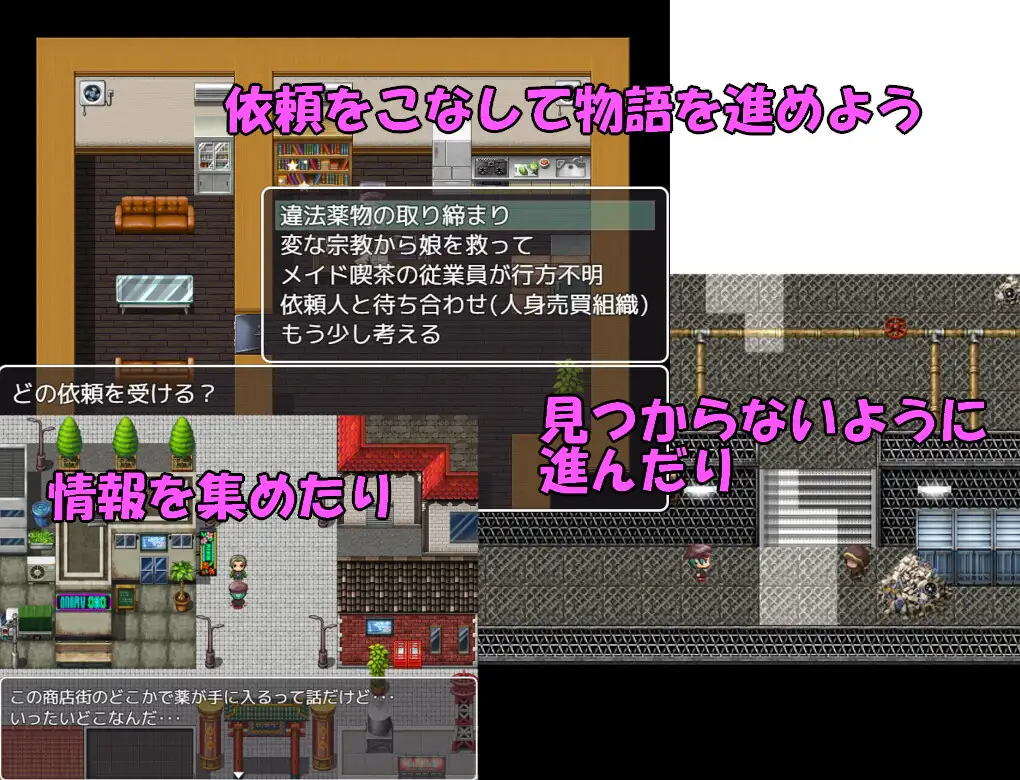 依頼をこなして物語を進めよう
違法薬物の取り締まり
変な宗教から娘を救って
メイド喫茶の従業員が行方不明
依頼人と待ち合わせ(人身売買組織)
もう少し考える
どの依頼を受ける？
見つからないように
進んだり
情報を集めたり
この商店街のどこかで薬が手に入るって話だけど･･･
いったいどこなんだ･･･